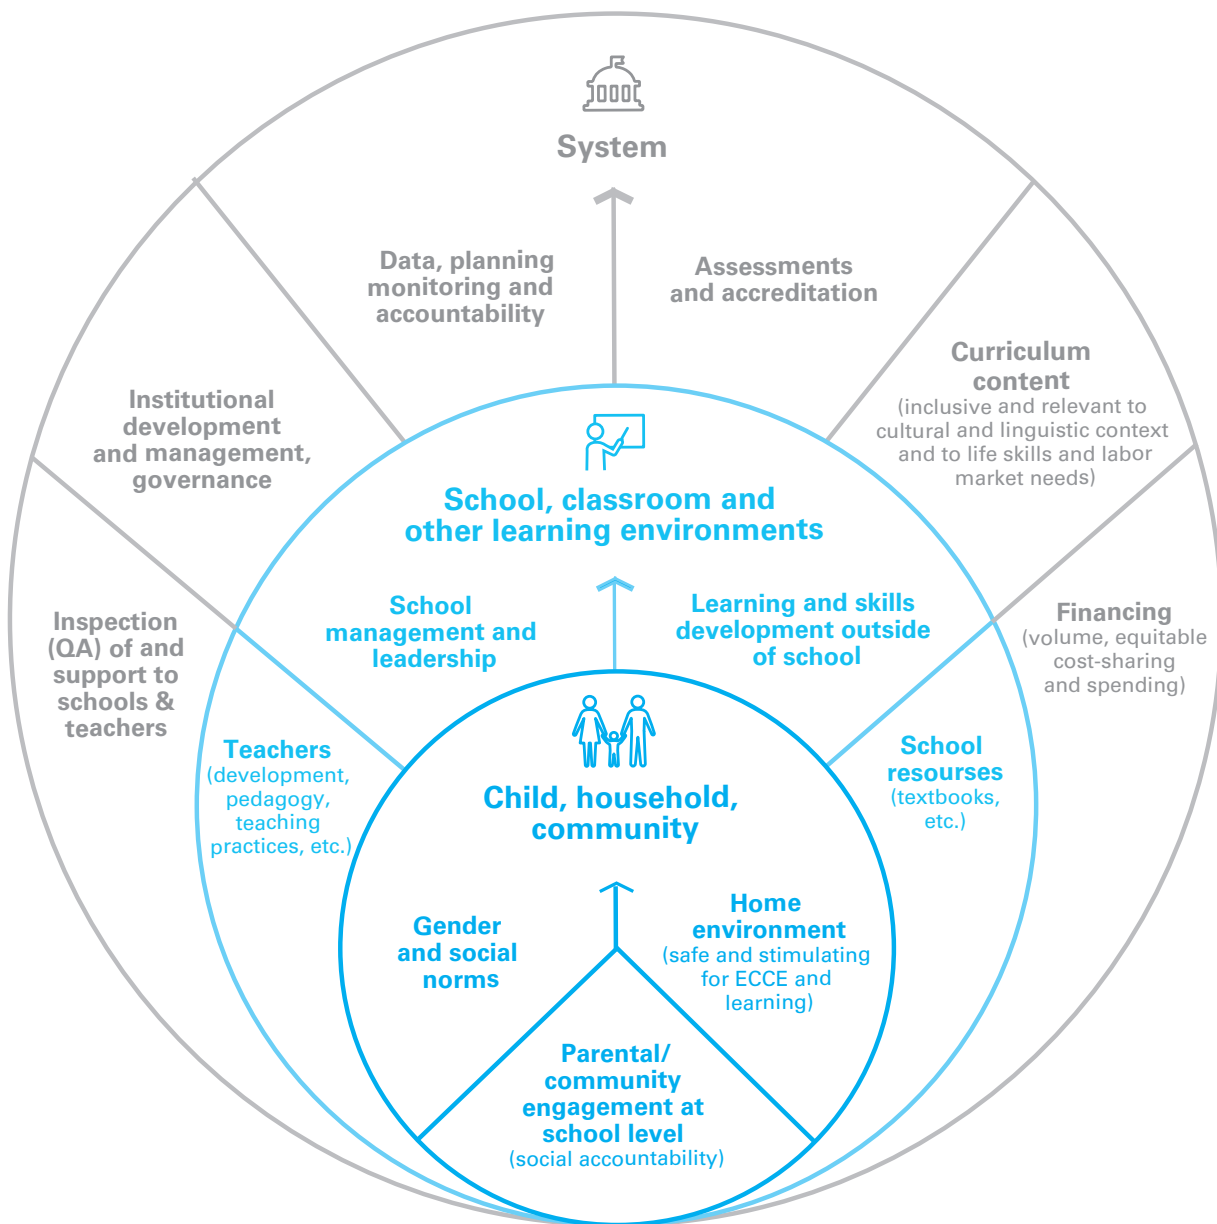 System
Data, planning
monitoring and
accountability
Assessments
and accreditation
Institutional
development
and management,
governance
Curriculum
content
(inclusive and relevant to
cultural and linguistic context
and to life skills and labor
market needs)
Inspection
(QA) of and
support to
schools &
teachers
Financing
(volume, equitable
cost-sharing
and spending)
School, classroom and
other learning environments
School
management and
leadership
Learning and skills
development outside
of school
Teachers
(development,
pedagogy,
teaching
practices, etc.)
School
resourses
(textbooks,
etc.)
Child, household,
community
Gender
and social
norms
Home
environment
(safe and stimulating
for ECCE and
learning)
Parental/
community
engagement at
school level
(social accountability)